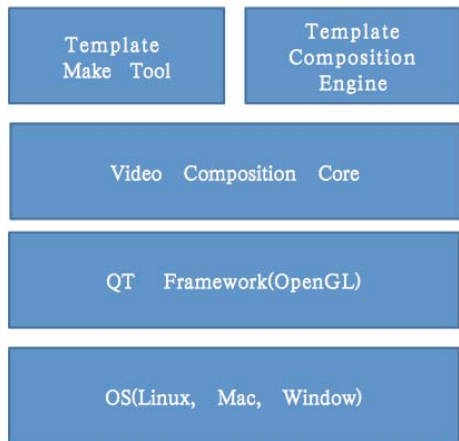 Template
Make Tool
Template
Composition
Engine
Video Composition Core
QT Framework(OpenGL)
OS(Linux, Mac, Window)